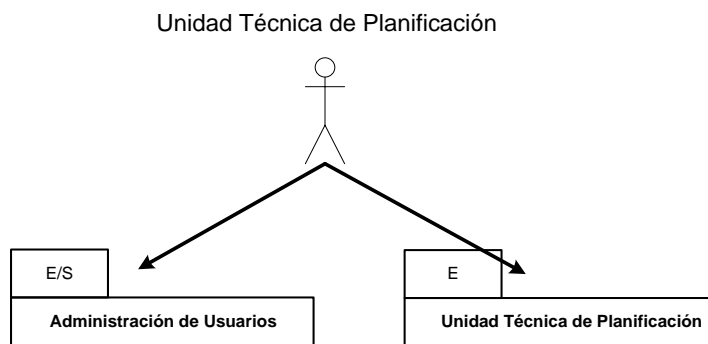 Unidad Técnica de Planificación
E/S
E
Administración de Usuarios
Unidad Técnica de Planificación